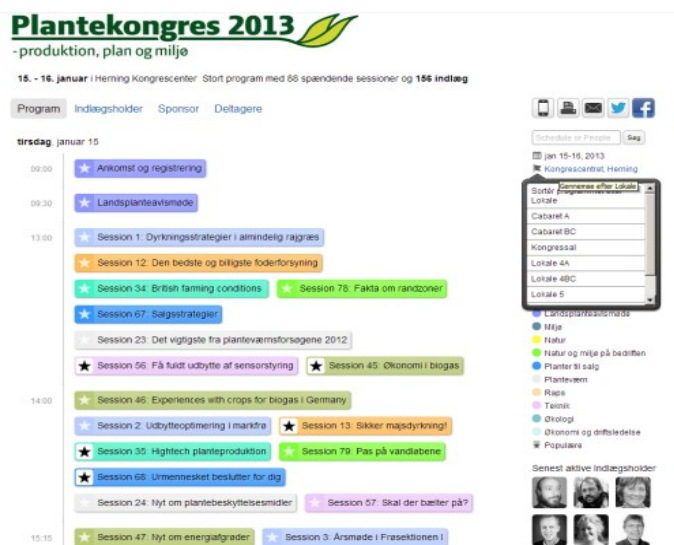 Plantekongres 2013
- produktion, plan og miljø
15. - 16. januar i Herning Kongrescenter Stort program med 88 spændende sessioner og 156 indlæg
Program Indlægsholder Sponsor Deltagere
tirsdag, januar 15
09:00 Ankomst og registrering
09:30 Landsplanteavlsmøde
13:00 Session 1: Dyrkningsstrategier i almindelig rajgræs
Session 12: Den bedste og billigste foderforsyning
Session 34: British farming conditions Session 78: Fakta om randzoner
Session 67: Salgsstrategier
Session 23: Det vigtigste fra planteværnsforsøgene 2012
Session 56: Få fuldt udbytte af sensorstyring Session 45: Økonomi i biogas
14:00 Session 46: Experiences with crops for biogas i Germany
Session 2: Udbytteoptimering i markfrø Session 13: Sikker majsdyrkning!
Session 35: Hightech planteproduktion Session 79: Pas på vandløbene
Session 68: Urmennesket beslutter for dig
Session 24: Nyt om plantebeskyttelsesmidler Session 57: Skal der bælter på?
15:15 Session 47: Nyt om energiafgrøder Session 3: Årsmøde i Frøsektionen I
Schedule or People Søg
jan 15-16, 2013
Kongrescentret, Herning
Gennemse efter Lokale
Sortér
Lokale
Cabaret A
Cabaret BC
Kongressal
Lokale 4A
Lokale 4BC
Lokale 5
Landsplanteavlsmøde
Miljø
Natur
Natur og miljø på bedriften
Planter til salg
Planteværn
Raps
Teknik
Økologi
Økonomi og driftsledelse
Populære
Senest aktive Indlægsholder